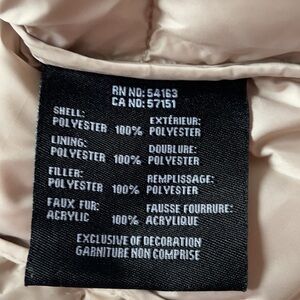 RN NO: 54163
CA NO: 57151
SHELL: EXTÉRIEUR:
POLYESTER 100% POLYESTER
LINING: DOUBLURE:
POLYESTER 100% POLYESTER
FILLER: REMPLISSAGE:
POLYESTER 100% POLYESTER
FAUX FUR: FAUSSE FOURRURE:
ACRYLIC 100% ACRYLIQUE
EXCLUSIVE OF DECORATION
GARNITURE NON COMPRISE